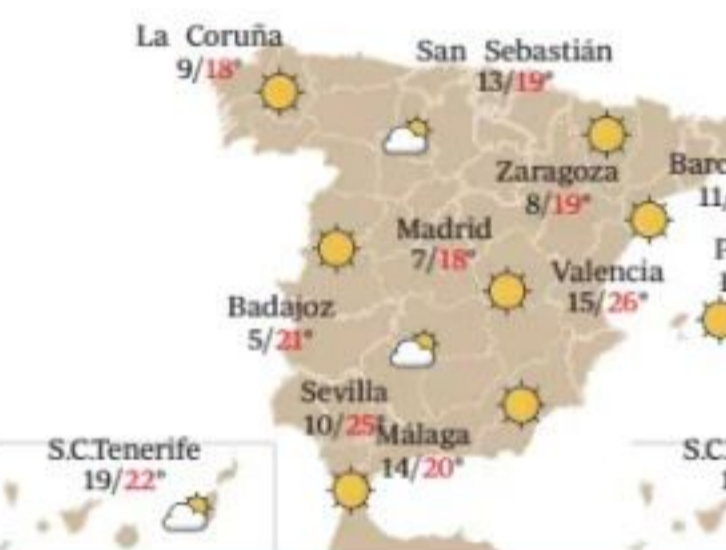 La Coruña
9/18°
San Sebastián
13/19°
Zaragoza
8/19°
11/
Madrid
7/18°
Valencia
15/26°
Badajoz
5/21°
Sevilla
10/25°
Málaga
14/20°
S.C.Tenerife
19/22°
S.C.